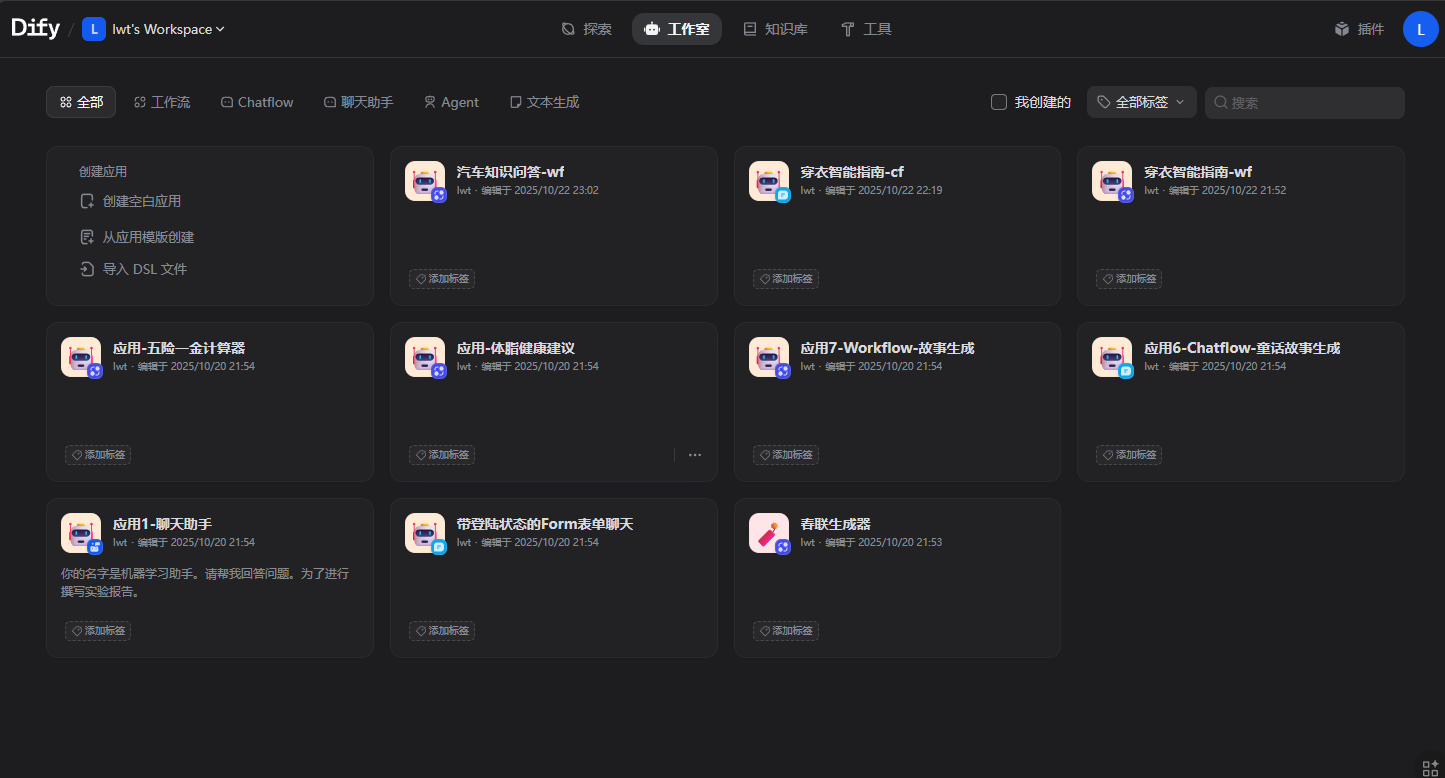 Dify / L lwt's Workspace
探索
工作室
知识库
工具
插件
L
全部
工作流
Chatflow
聊天助手
Agent
文本生成
我创建的
全部标签
搜索
创建应用
创建空白应用
从应用模版创建
导入 DSL 文件
汽车知识问答-wf
lwt · 编辑于 2025/10/22 23:02
添加标签
穿衣智能指南-cf
lwt · 编辑于 2025/10/22 22:19
添加标签
穿衣智能指南-wf
lwt · 编辑于 2025/10/22 21:52
添加标签
应用-五险一金计算器
lwt · 编辑于 2025/10/20 21:54
添加标签
应用-体脂健康建议
lwt · 编辑于 2025/10/20 21:54
添加标签
应用7-Workflow-故事生成
lwt · 编辑于 2025/10/20 21:54
添加标签
应用6-Chatflow-童话故事生成
lwt · 编辑于 2025/10/20 21:54
添加标签
应用1-聊天助手
lwt · 编辑于 2025/10/20 21:54
你的名字是机器学习助手。请帮我回答问题。为了进行
撰写实验报告。
添加标签
带登陆状态的Form表单聊天
lwt · 编辑于 2025/10/20 21:54
添加标签
春联生成器
lwt · 编辑于 2025/10/20 21:53
添加标签